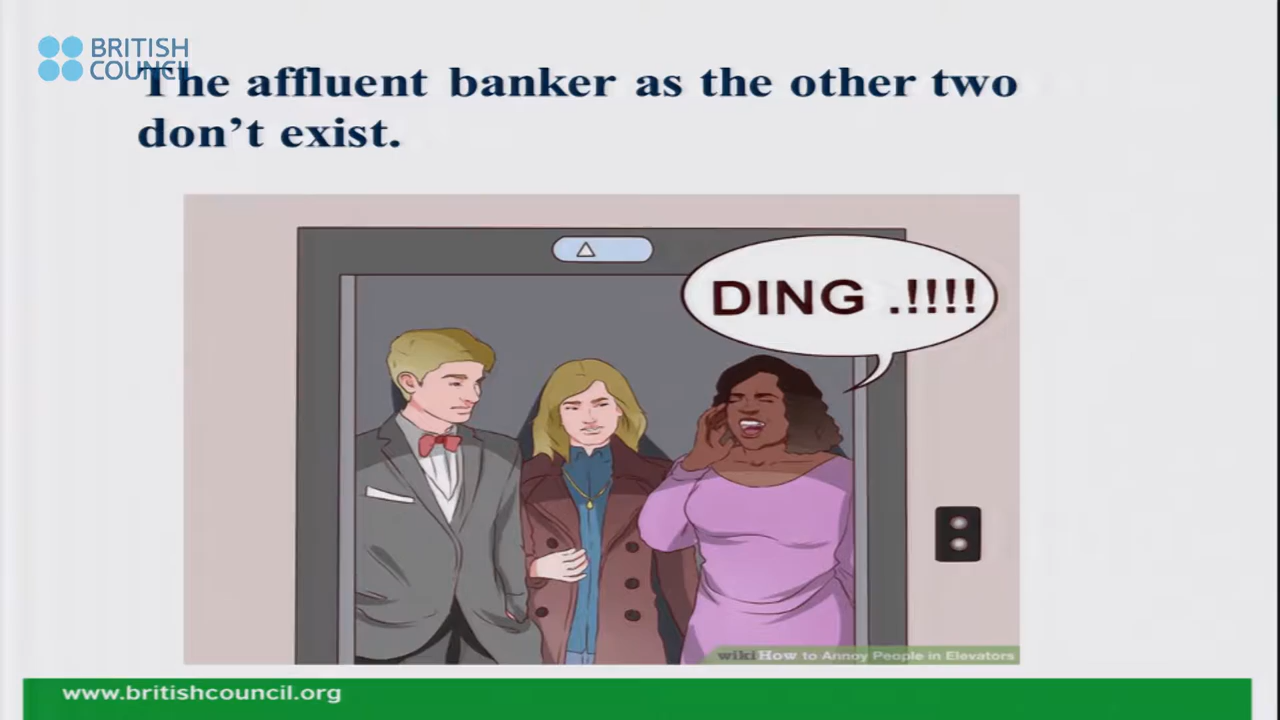 BRITISH
COUNCIL
The affluent banker as the other two
don't exist.
DING .!!!!
wikiHow to Annoy People in Elevators
www.britishcouncil.org